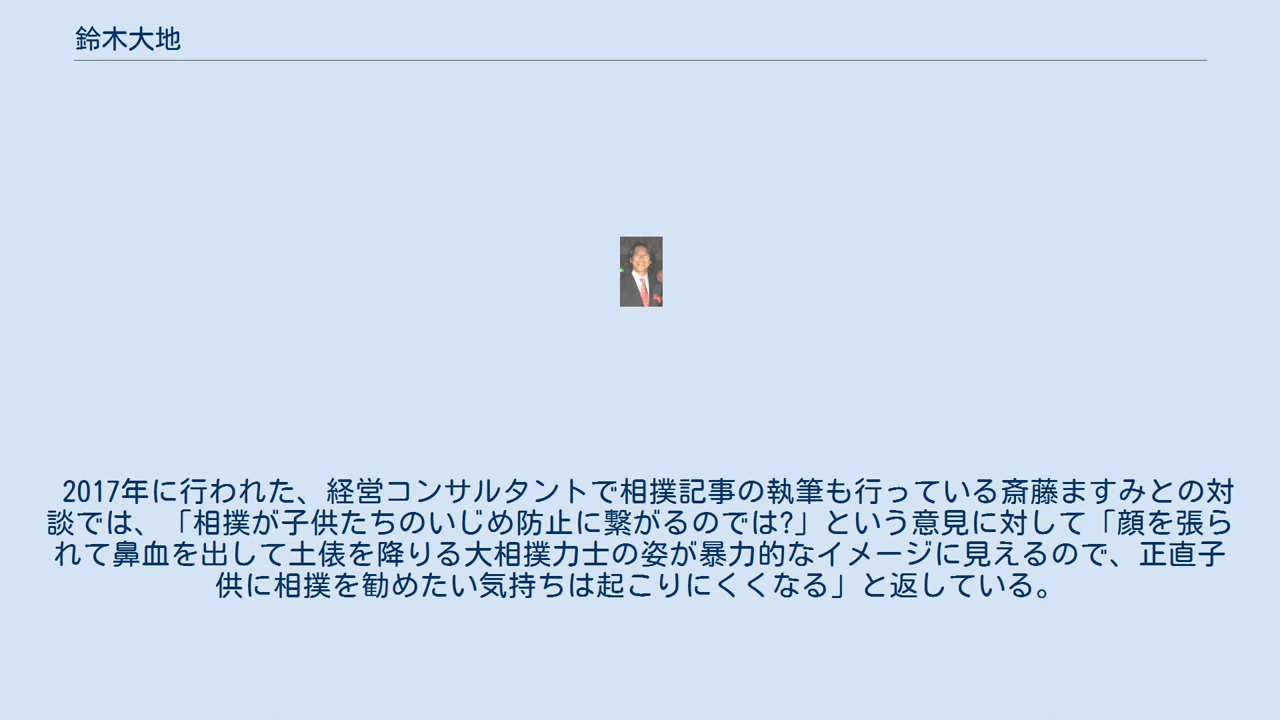 鈴木大地
2017年に行われた、経営コンサルタントで相撲記事の執筆も行っている斎藤ますみとの対
談では、「相撲が子供たちのいじめ防止に繋がるのでは?」という意見に対して「顔を張ら
れて鼻血を出して土俵を降りる大相撲力士の姿が暴力的なイメージに見えるので、正直子
供に相撲を勧めたい気持ちは起こりにくくなる」と返している。